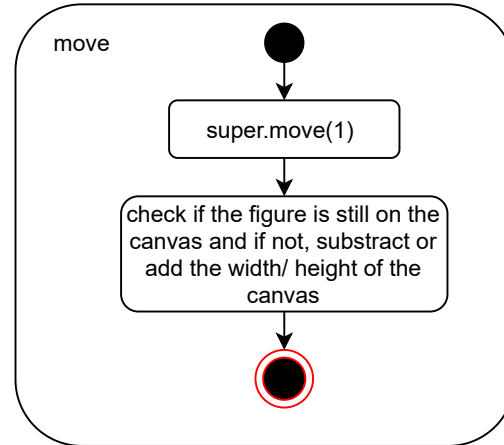 move
super.move(1)
check if the figure is still on the
canvas and if not, substract or
add the width/ height of the
canvas